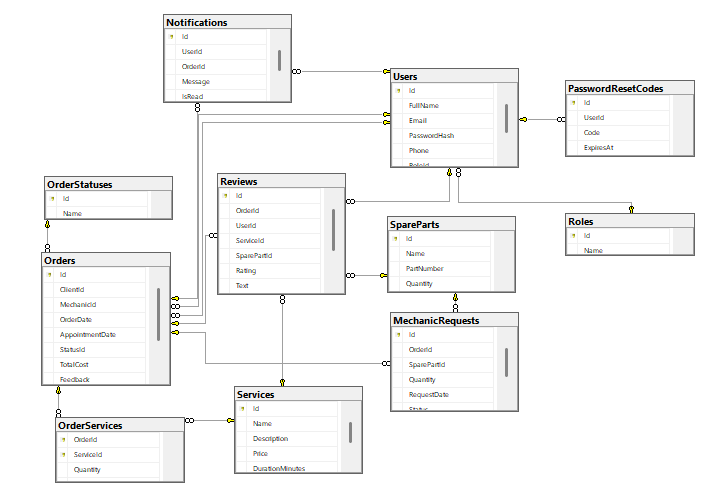 Notifications
Id
UserId
OrderId
Message
IsRead
Users
Id
FullName
Email
PasswordHash
Phone
RoleId
PasswordResetCodes
Id
UserId
Code
ExpiresAt
OrderStatuses
Id
Name
Reviews
Id
OrderId
UserId
ServiceId
SparePartId
Rating
Text
Roles
Id
Name
SpareParts
Id
Name
PartNumber
Quantity
Orders
Id
ClientId
MechanicId
OrderDate
AppointmentDate
StatusId
TotalCost
Feedback
MechanicRequests
Id
OrderId
SparePartId
Quantity
RequestDate
Status
Services
Id
Name
Description
Price
DurationMinutes
OrderServices
OrderId
ServiceId
Quantity